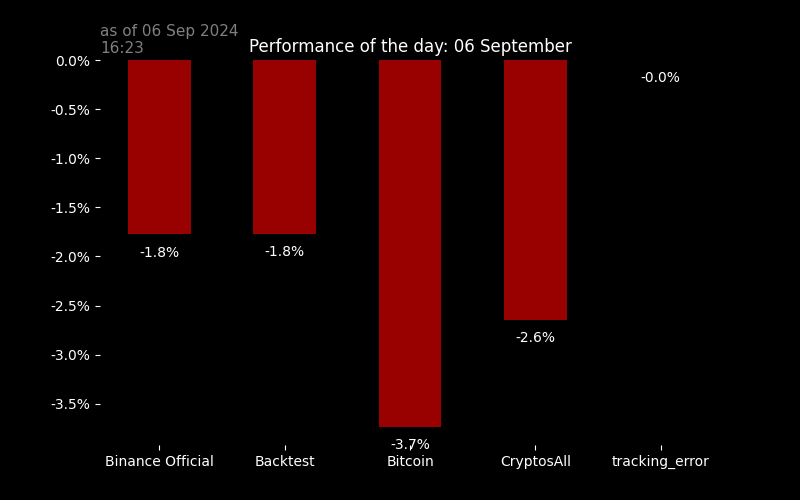 as of 06 Sep 2024
16:23
Performance of the day: 06 September
0.0%
-0.5%
-1.0%
-1.5%
-2.0%
-2.5%
-3.0%
-3.5%
-1.8%
-1.8%
-3.7%
-2.6%
-0.0%
Binance Official
Backtest
Bitcoin
CryptosAll
tracking_error